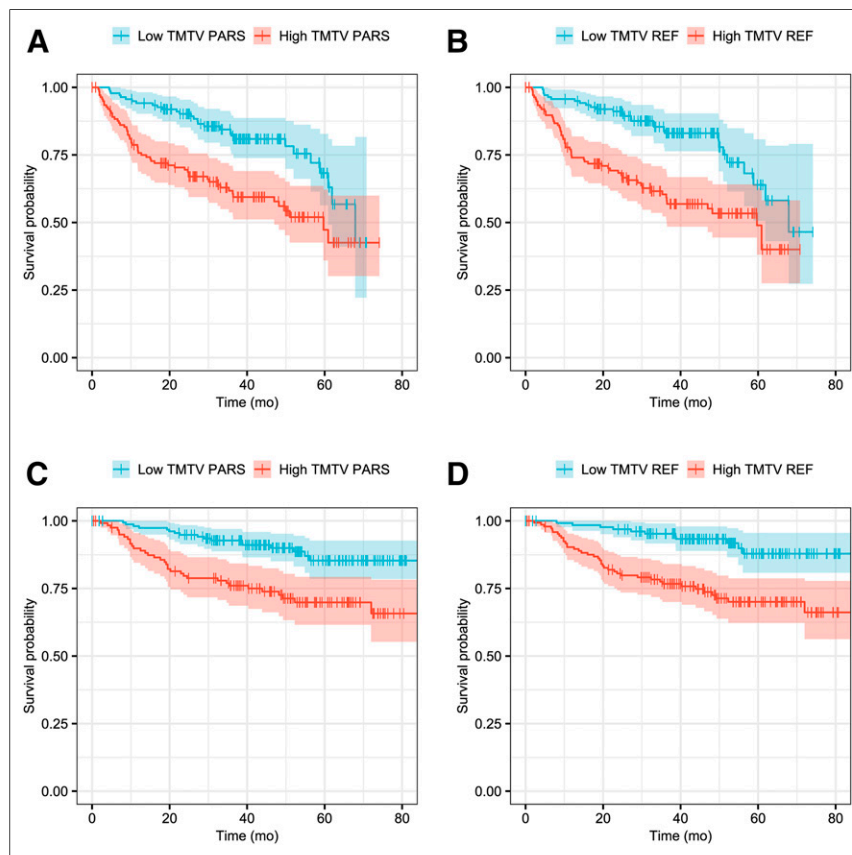 A
Low TMTV PARS High TMTV PARS
1.00
0.75
0.50
0.25
0.00
Survival probability
0 20 40 60 80
Time (mo)
B
Low TMTV REF High TMTV REF
1.00
0.75
0.50
0.25
0.00
Survival probability
0 20 40 60 80
Time (mo)
C
Low TMTV PARS High TMTV PARS
1.00
0.75
0.50
0.25
0.00
Survival probability
0 20 40 60 80
Time (mo)
D
Low TMTV REF High TMTV REF
1.00
0.75
0.50
0.25
0.00
Survival probability
0 20 40 60 80
Time (mo)